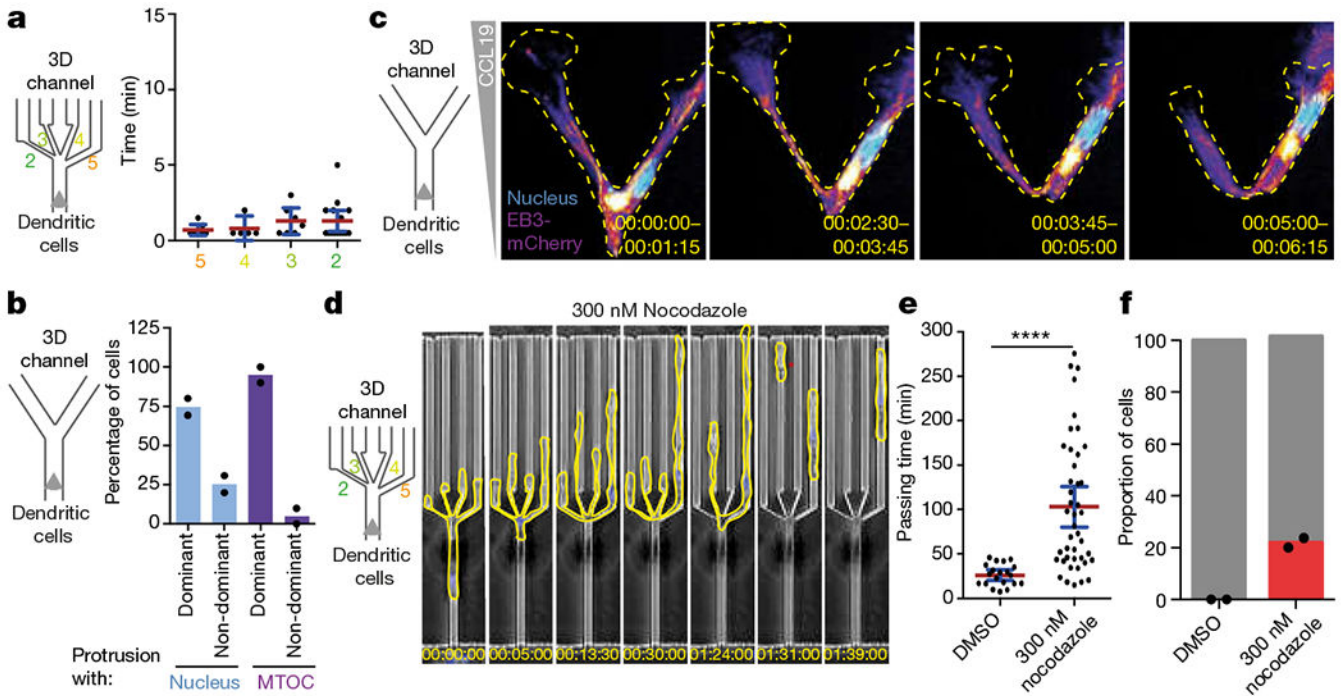 a
3D
channel
3
4
2
5
Dendritic
cells
Time (min)
15
10
5
0
5
4
3
2
c
3D
channel
Dendritic
cells
CCL19
Nucleus
EB3-
mCherry
00:00:00–
00:01:15
00:02:30–
00:03:45
00:03:45–
00:05:00
00:05:00–
00:06:15
b
3D
channel
Dendritic
cells
Percentage of cells
125
100
75
50
25
0
Dominant
Non-dominant
Dominant
Non-dominant
Protrusion
with:
Nucleus
MTOC
d
300 nM Nocodazole
3D
channel
3
4
2
5
Dendritic
cells
00:00:00
00:05:00
00:13:30
00:30:00
01:24:00
01:31:00
01:39:00
e
Passing time (min)
300
250
200
150
100
50
0
****
DMSO
300 nM
nocodazole
f
Proportion of cells
100
80
60
40
20
0
DMSO
300 nM
nocodazole